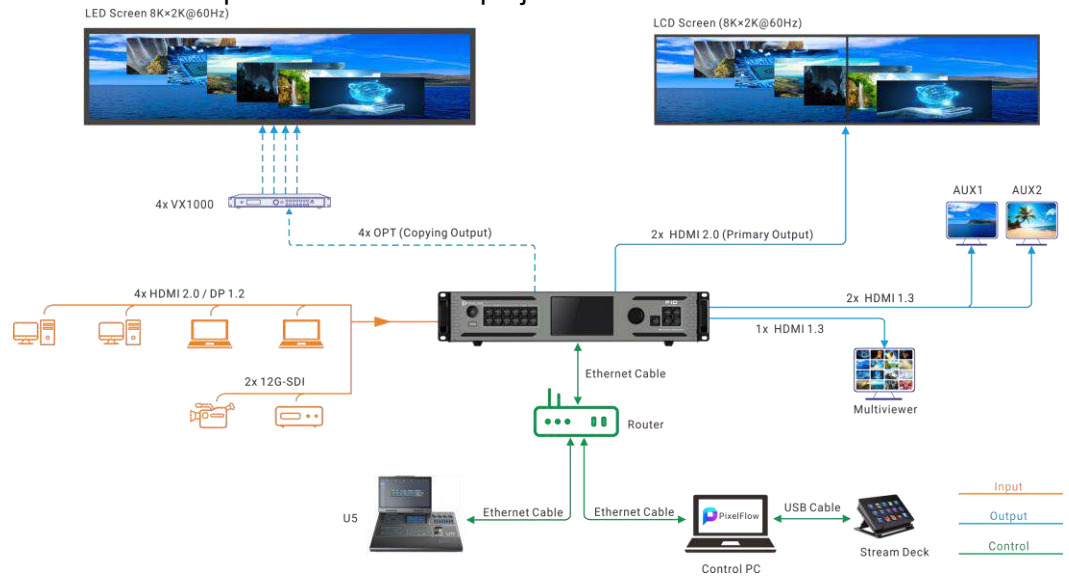 LED Screen 8K×2K@60Hz)
LCD Screen (8K×2K@60Hz)
AUX1
AUX2
4x VX1000
4x OPT (Copying Output)
2x HDMI 2.0 (Primary Output)
4x HDMI 2.0 / DP 1.2
2x HDMI 1.3
1x HDMI 1.3
Ethernet Cable
2x 12G-SDI
Multiviewer
Router
U5
Ethernet Cable
Ethernet Cable
PixelFlow
USB Cable
Stream Deck
Control PC
Input
Output
Control